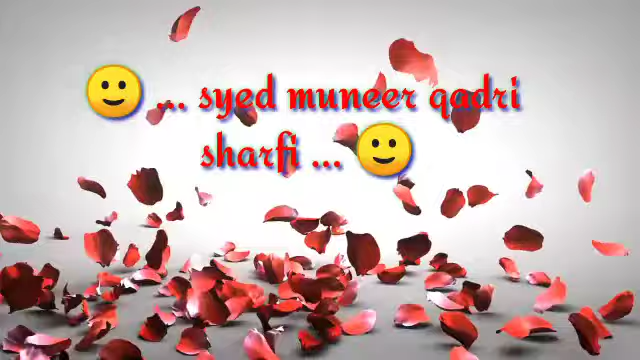 🙂 ... syed muneer qadri
sharfi ... 🙂